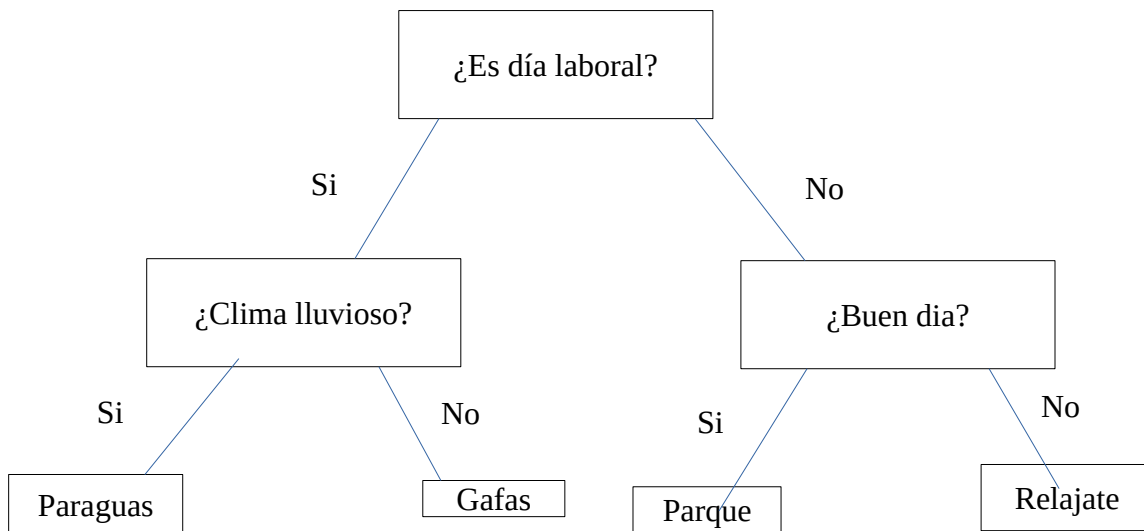 ¿Es día laboral?
Si
No
¿Clima lluvioso?
¿Buen dia?
Si
No
Si
No
Paraguas
Gafas
Parque
Relajate